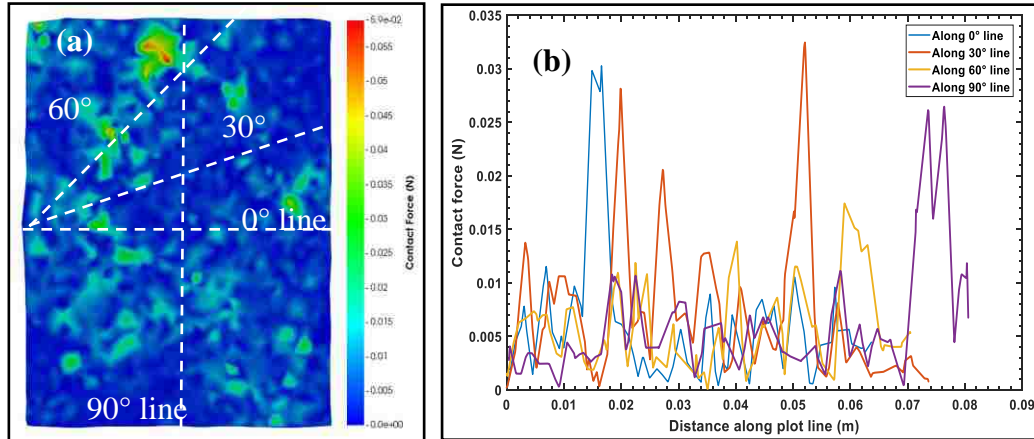 (a)
60°
30°
0° line
90° line
6.9e-02
0.06
0.055
0.05
0.045
0.04
0.035
0.03
0.025
0.02
0.015
0.01
0.005
0.0e+00
Contact Force (N)
(b)
Along 0° line
Along 30° line
Along 60° line
Along 90° line
0.035
0.03
0.025
0.02
0.015
0.01
0.005
0
Contact force (N)
0 0.01 0.02 0.03 0.04 0.05 0.06 0.07 0.08 0.09
Distance along plot line (m)